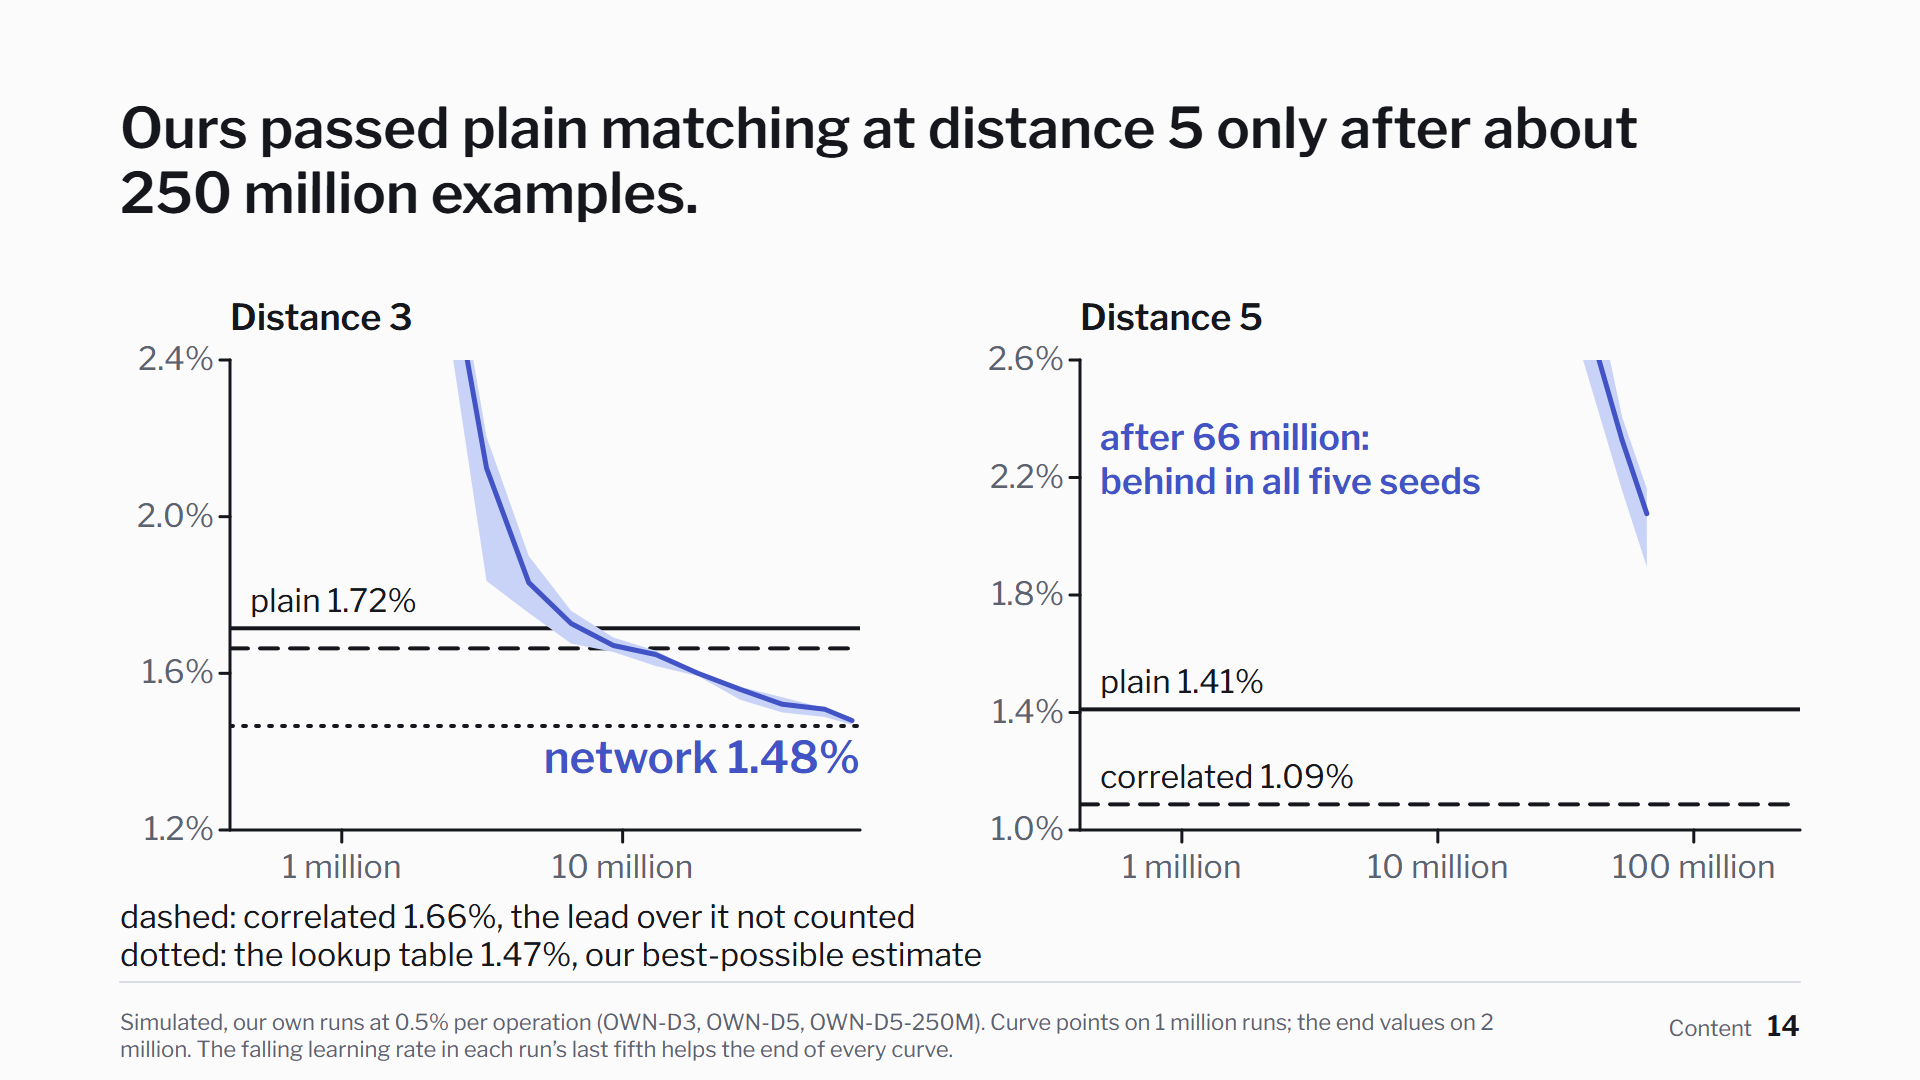 Ours passed plain matching at distance 5 only after about
250 million examples.
Distance 3
2.4%
2.0%
1.6%
1.2%
plain 1.72%
network 1.48%
1 million
10 million
dashed: correlated 1.66%, the lead over it not counted
dotted: the lookup table 1.47%, our best-possible estimate
Distance 5
2.6%
2.2%
1.8%
1.4%
1.0%
after 66 million:
behind in all five seeds
plain 1.41%
correlated 1.09%
1 million
10 million
100 million
Simulated, our own runs at 0.5% per operation (OWN-D3, OWN-D5, OWN-D5-250M). Curve points on 1 million runs; the end values on 2
million. The falling learning rate in each run’s last fifth helps the end of every curve.
Content 14